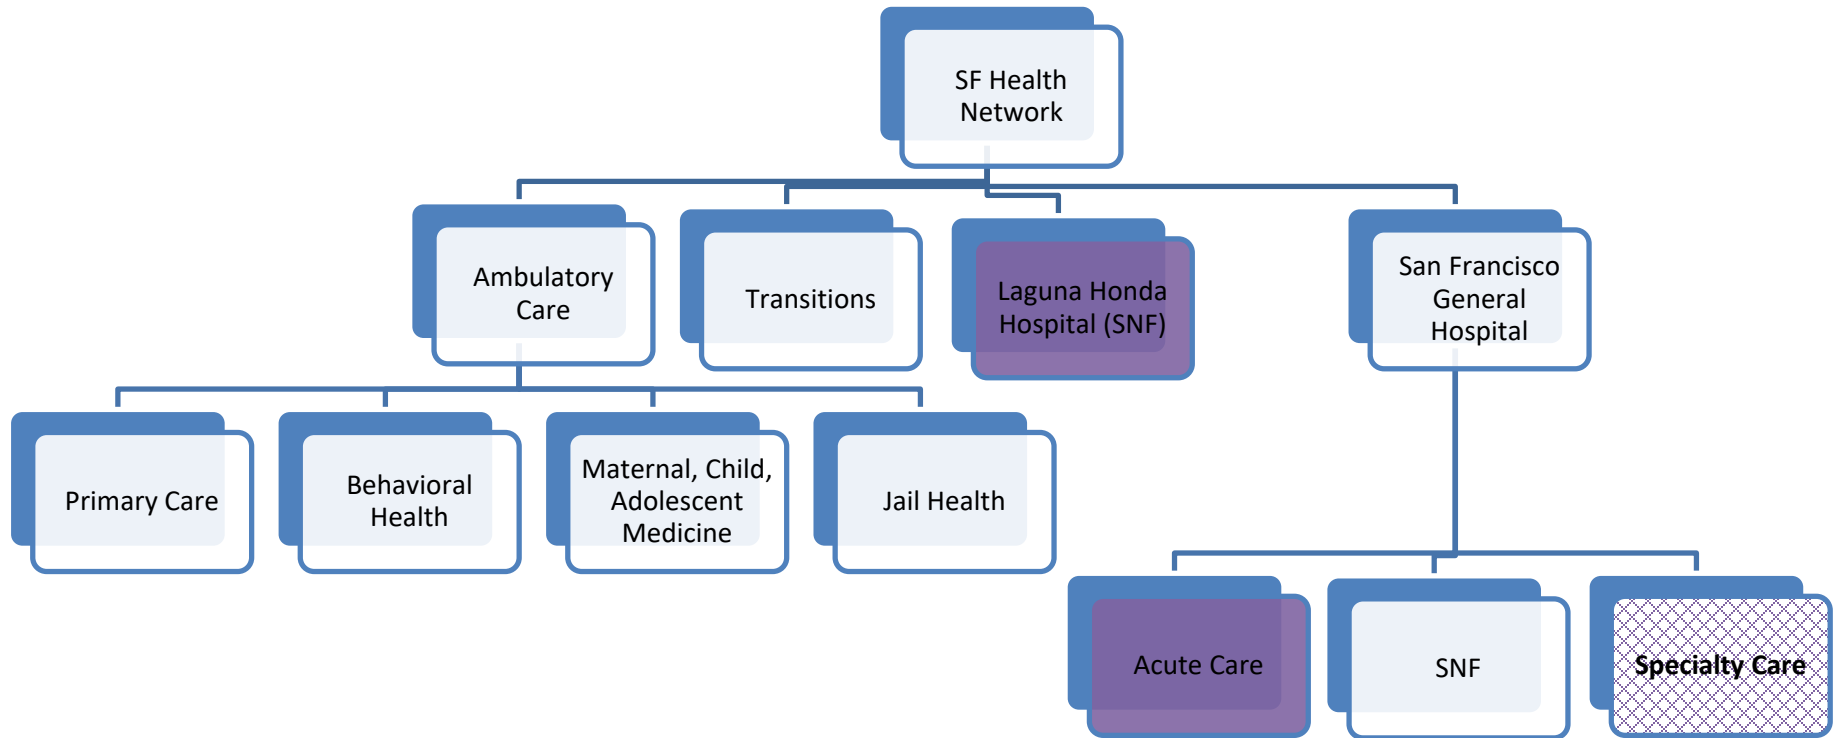 SF Health
Network
Ambulatory
Care
Transitions
Laguna Honda
Hospital (SNF)
San Francisco
General
Hospital
Primary Care
Behavioral
Health
Maternal, Child,
Adolescent
Medicine
Jail Health
Acute Care
SNF
Specialty Care